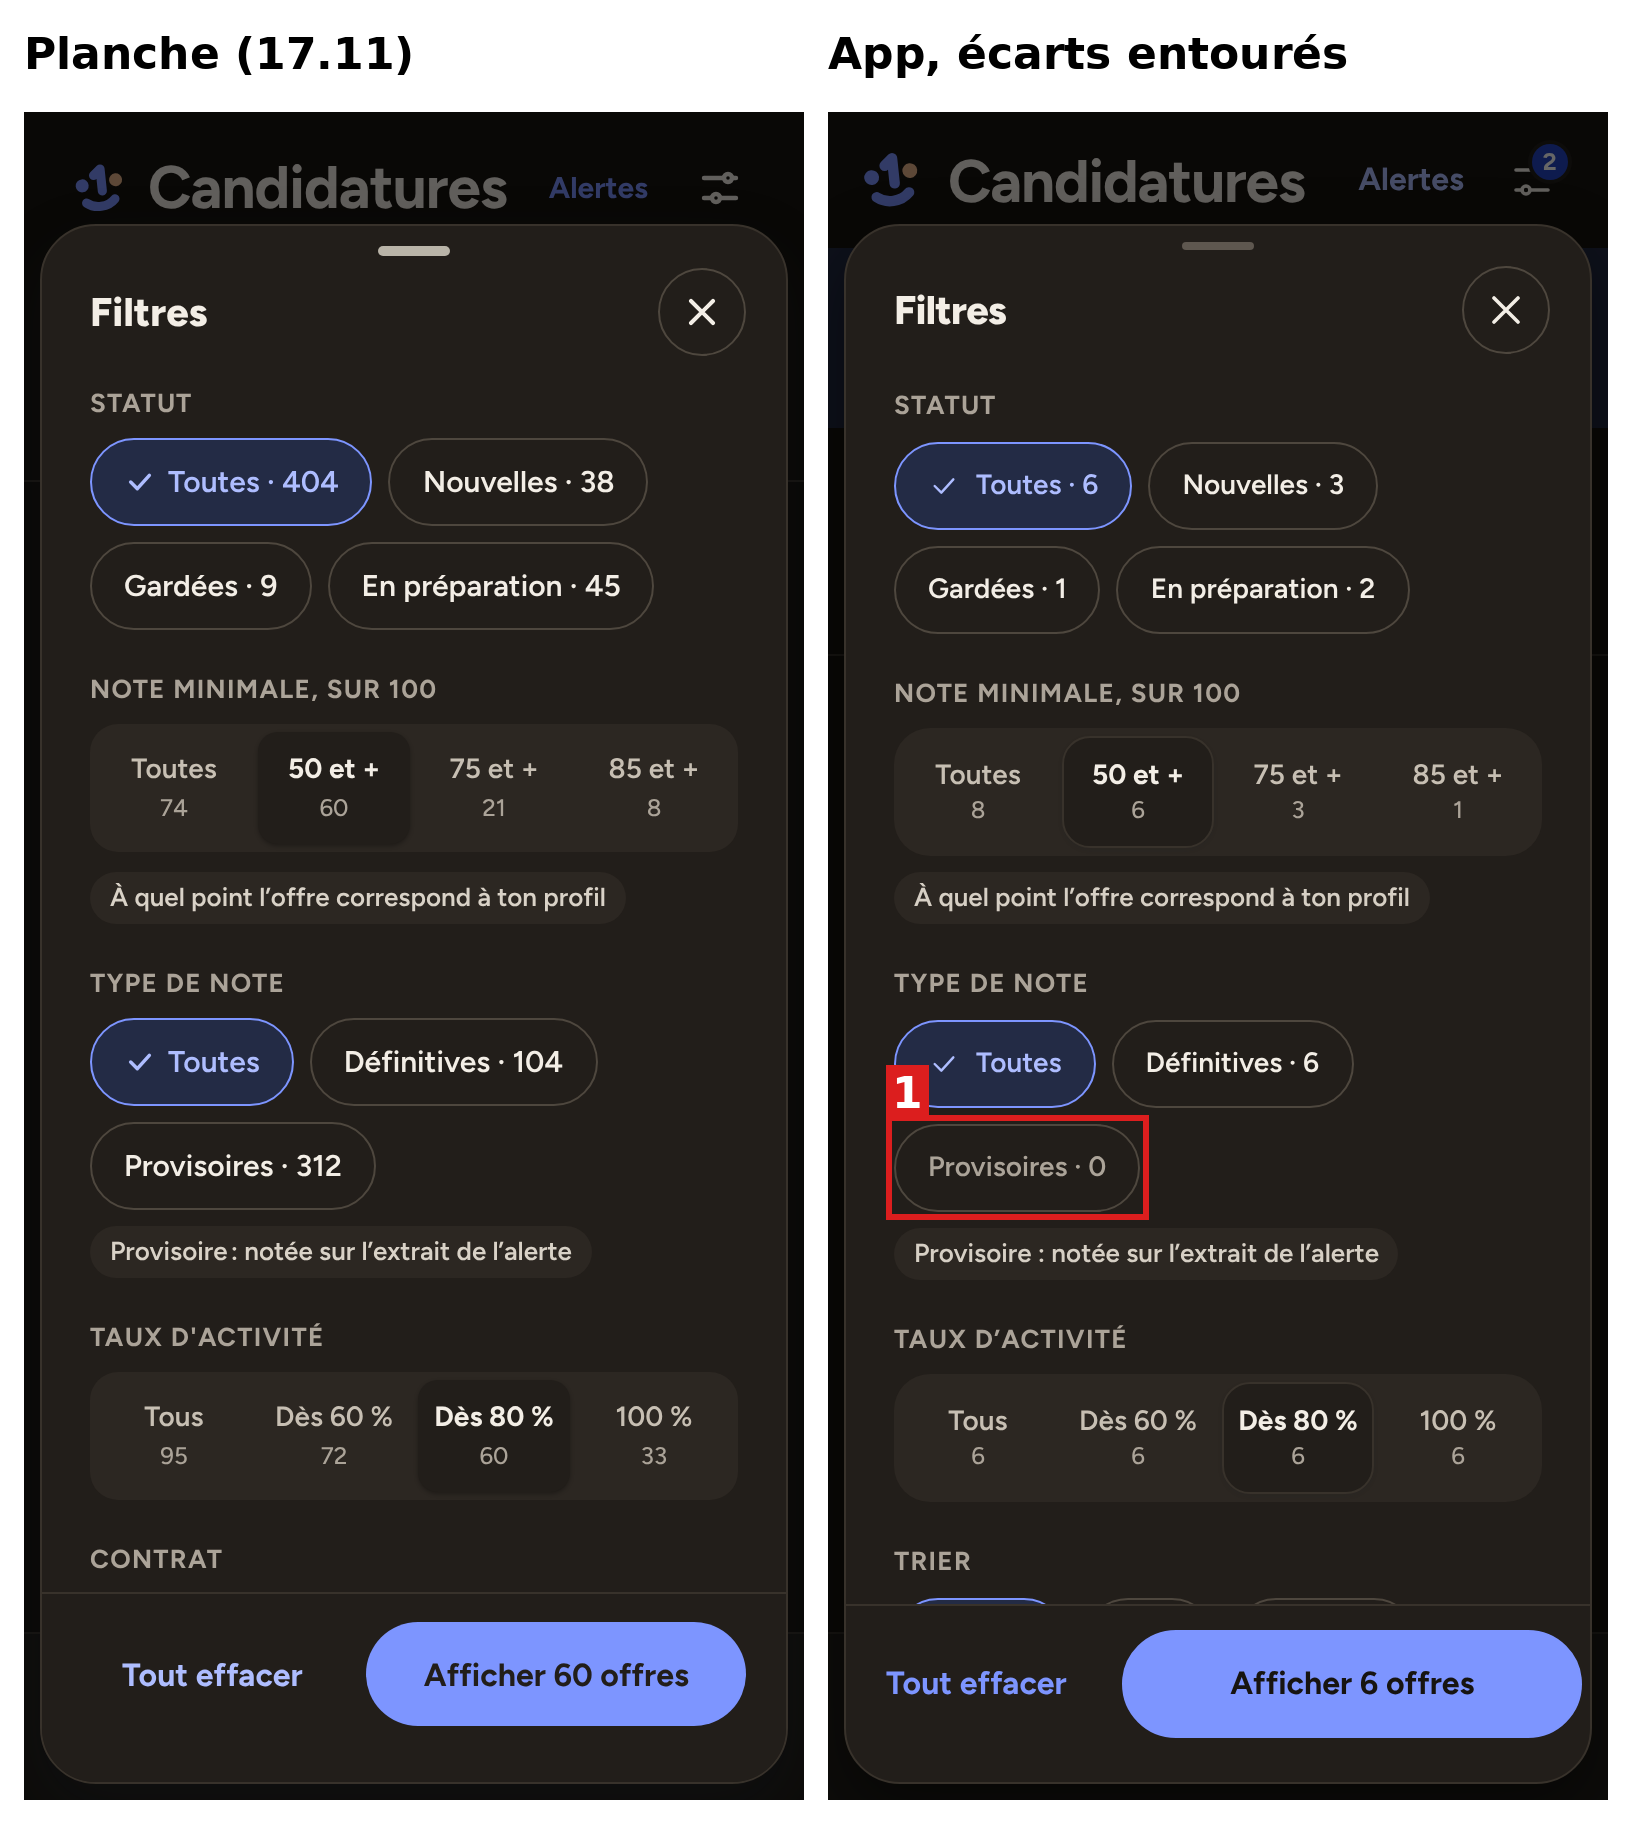 Planche (17.11)
Candidatures Alertes
Filtres
STATUT
Toutes · 404 Nouvelles · 38
Gardées · 9 En préparation · 45
NOTE MINIMALE, SUR 100
Toutes 50 et + 75 et + 85 et +
74 60 21 8
À quel point l’offre correspond à ton profil
TYPE DE NOTE
Toutes Définitives · 104
Provisoires · 312
Provisoire : notée sur l’extrait de l’alerte
TAUX D'ACTIVITÉ
Tous Dès 60 % Dès 80 % 100 %
95 72 60 33
CONTRAT
Tout effacer Afficher 60 offres
App, écarts entourés
Candidatures Alertes 2
Filtres
STATUT
Toutes · 6 Nouvelles · 3
Gardées · 1 En préparation · 2
NOTE MINIMALE, SUR 100
Toutes 50 et + 75 et + 85 et +
8 6 3 1
À quel point l’offre correspond à ton profil
TYPE DE NOTE
Toutes Définitives · 6
1
Provisoires · 0
Provisoire : notée sur l’extrait de l’alerte
TAUX D’ACTIVITÉ
Tous Dès 60 % Dès 80 % 100 %
6 6 6 6
TRIER
Tout effacer Afficher 6 offres